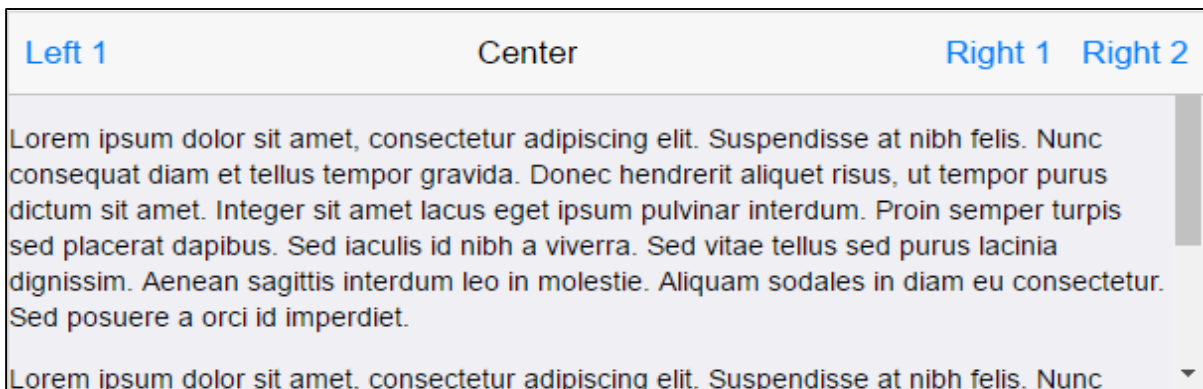 Left 1 Center Right 1 Right 2
Lorem ipsum dolor sit amet, consectetur adipiscing elit. Suspendisse at nibh felis. Nunc
consequat diam et tellus tempor gravida. Donec hendrerit aliquet risus, ut tempor purus
dictum sit amet. Integer sit amet lacus eget ipsum pulvinar interdum. Proin semper turpis
sed placerat dapibus. Sed iaculis id nibh a viverra. Sed vitae tellus sed purus lacinia
dignissim. Aenean sagittis interdum leo in molestie. Aliquam sodales in diam eu consectetur.
Sed posuere a orci id imperdiet.
Lorem ipsum dolor sit amet, consectetur adipiscing elit. Suspendisse at nibh felis. Nunc